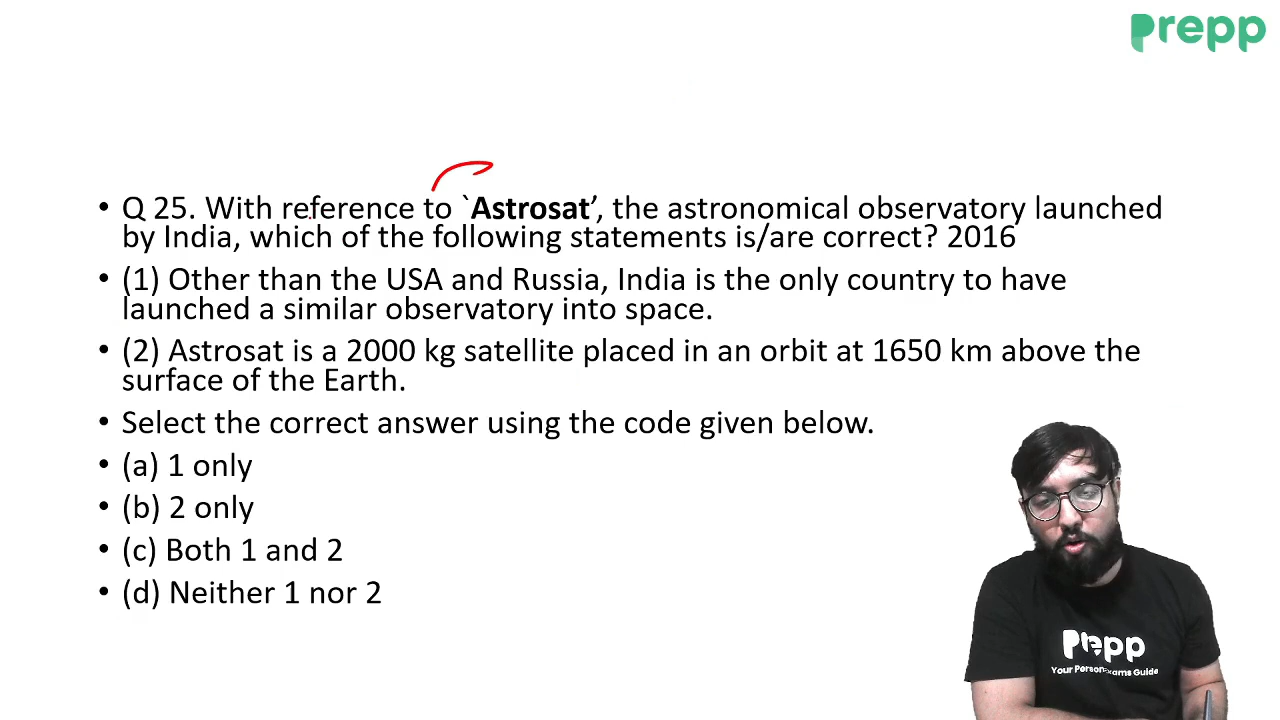 prepp
• Q 25. With reference to `Astrosat’, the astronomical observatory launched
by India, which of the following statements is/are correct? 2016
• (1) Other than the USA and Russia, India is the only country to have
launched a similar observatory into space.
• (2) Astrosat is a 2000 kg satellite placed in an orbit at 1650 km above the
surface of the Earth.
• Select the correct answer using the code given below.
• (a) 1 only
• (b) 2 only
• (c) Both 1 and 2
• (d) Neither 1 nor 2
prepp
Your Person Exams Guide